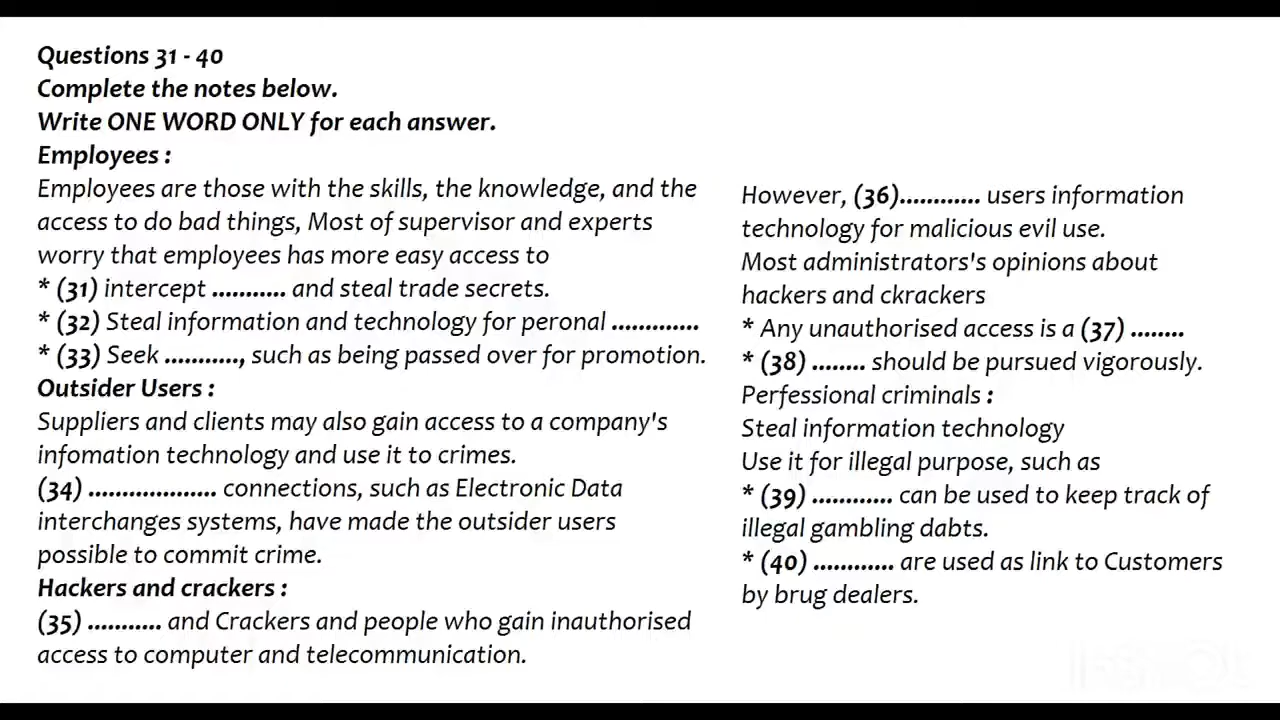 Questions 31 - 40
Complete the notes below.
Write ONE WORD ONLY for each answer.
Employees :
Employees are those with the skills, the knowledge, and the
access to do bad things, Most of supervisor and experts
worry that employees has more easy access to
* (31) intercept ........... and steal trade secrets.
* (32) Steal information and technology for peronal .............
* (33) Seek ..........., such as being passed over for promotion.
Outsider Users :
Suppliers and clients may also gain access to a company's
infomation technology and use it to crimes.
(34) ................... connections, such as Electronic Data
interchanges systems, have made the outsider users
possible to commit crime.
Hackers and crackers :
(35) ........... and Crackers and people who gain inauthorised
access to computer and telecommunication.
However, (36)............ users information
technology for malicious evil use.
Most administrators's opinions about
hackers and ckrackers
* Any unauthorised access is a (37) ........
* (38) ........ should be pursued vigorously.
Perfessional criminals :
Steal information technology
Use it for illegal purpose, such as
* (39) ............ can be used to keep track of
illegal gambling dabts.
* (40) ............ are used as link to Customers
by brug dealers.